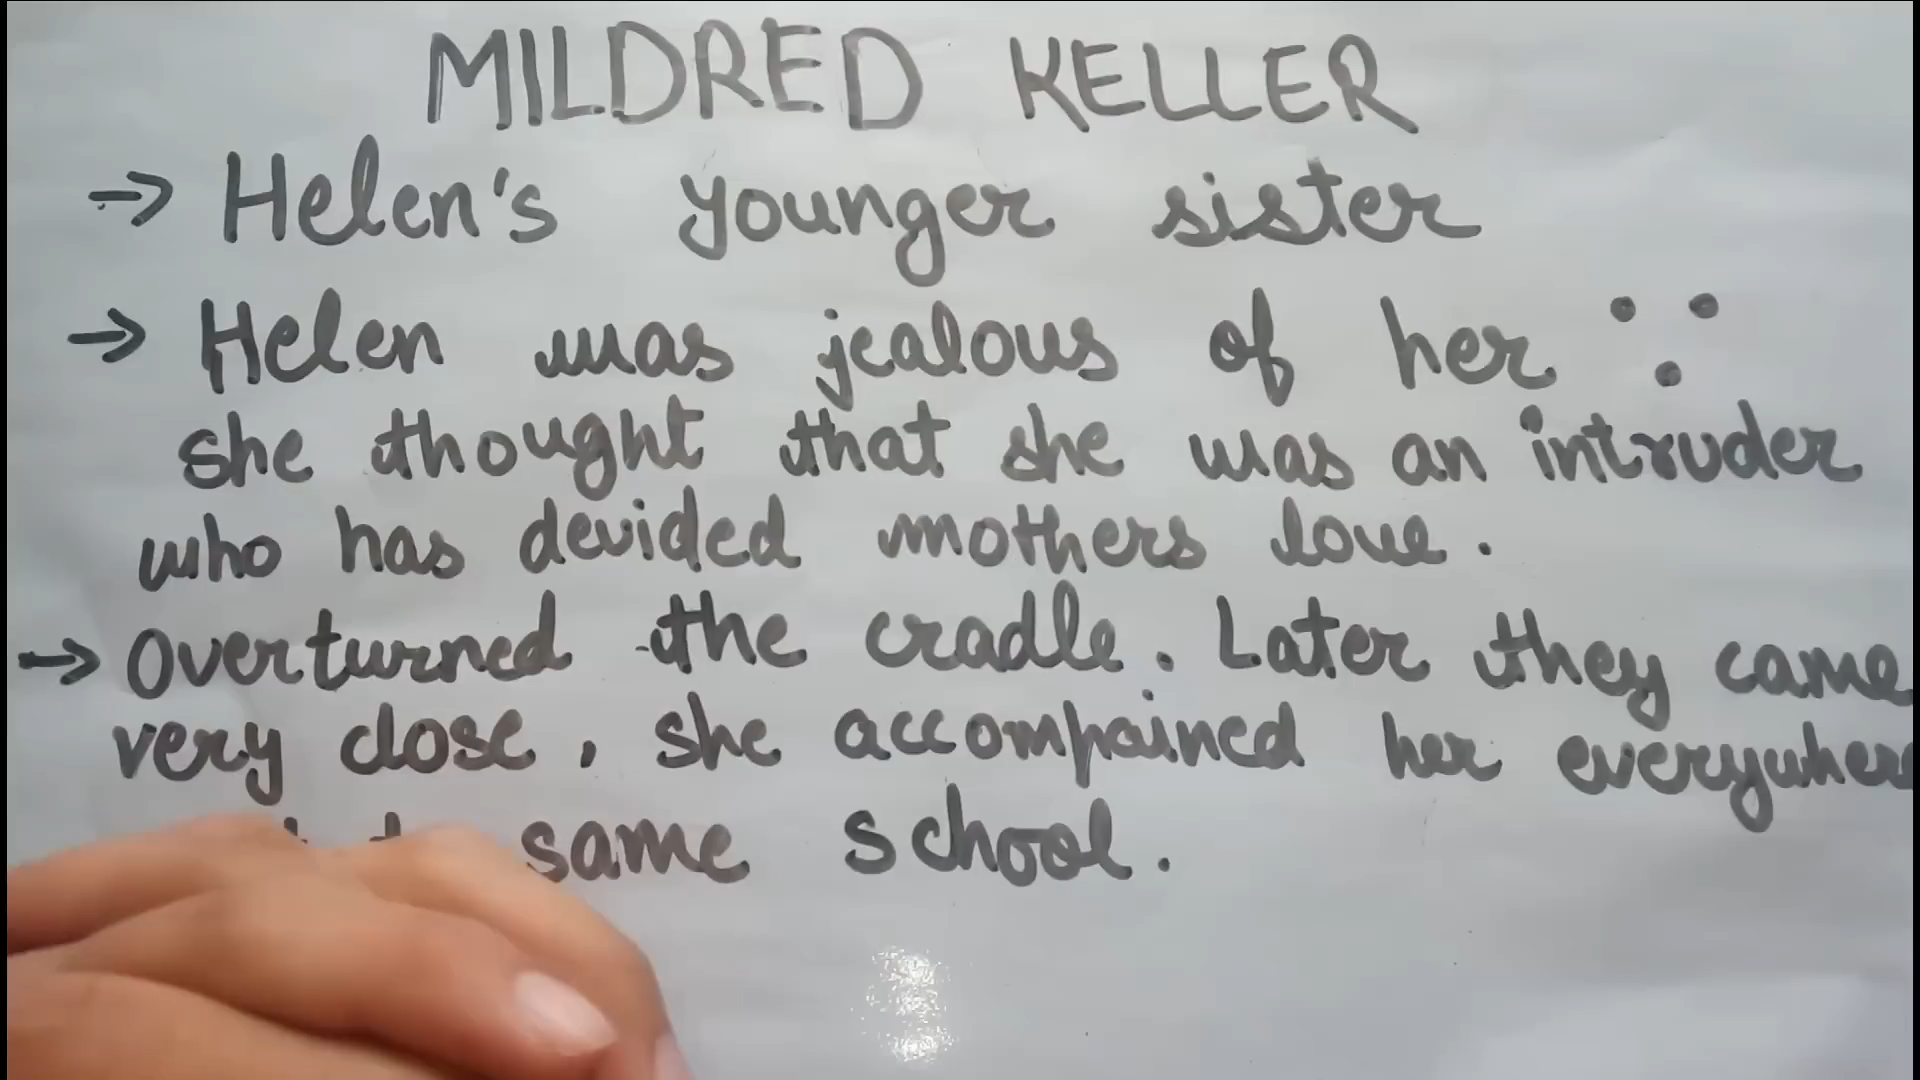 MILDRED KELLER
→ Helen's younger sister
→ Helen was jealous of her ∵
she thought that she was an intruder
who has devided mothers love.
→ Overturned the cradle. Later they came
very close, she accompained her everywhere
same school.